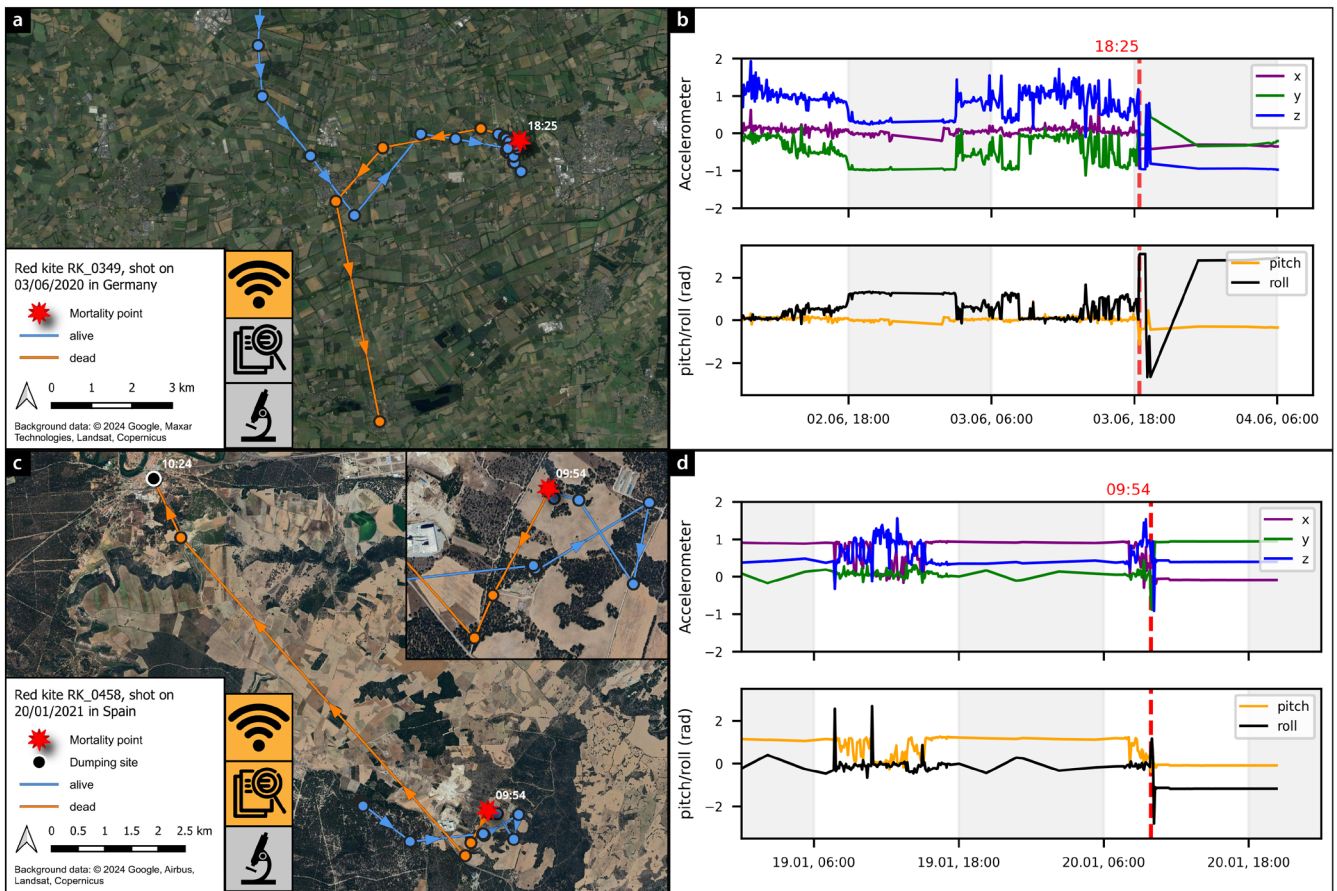 a
18:25
Red kite RK_0349, shot on
03/06/2020 in Germany
Mortality point
alive
dead
0 1 2 3 km
Background data: © 2024 Google, Maxar
Technologies, Landsat, Copernicus
b
18:25
Accelerometer
2
1
0
−1
−2
x
y
z
pitch/roll (rad)
2
0
−2
pitch
roll
02.06, 18:00
03.06, 06:00
03.06, 18:00
04.06, 06:00
c
10:24
09:54
09:54
Red kite RK_0458, shot on
20/01/2021 in Spain
Mortality point
Dumping site
alive
dead
0 0.5 1 1.5 2 2.5 km
Background data: © 2024 Google, Airbus,
Landsat, Copernicus
d
09:54
Accelerometer
2
1
0
−1
−2
x
y
z
pitch/roll (rad)
2
0
−2
pitch
roll
19.01, 06:00
19.01, 18:00
20.01, 06:00
20.01, 18:00